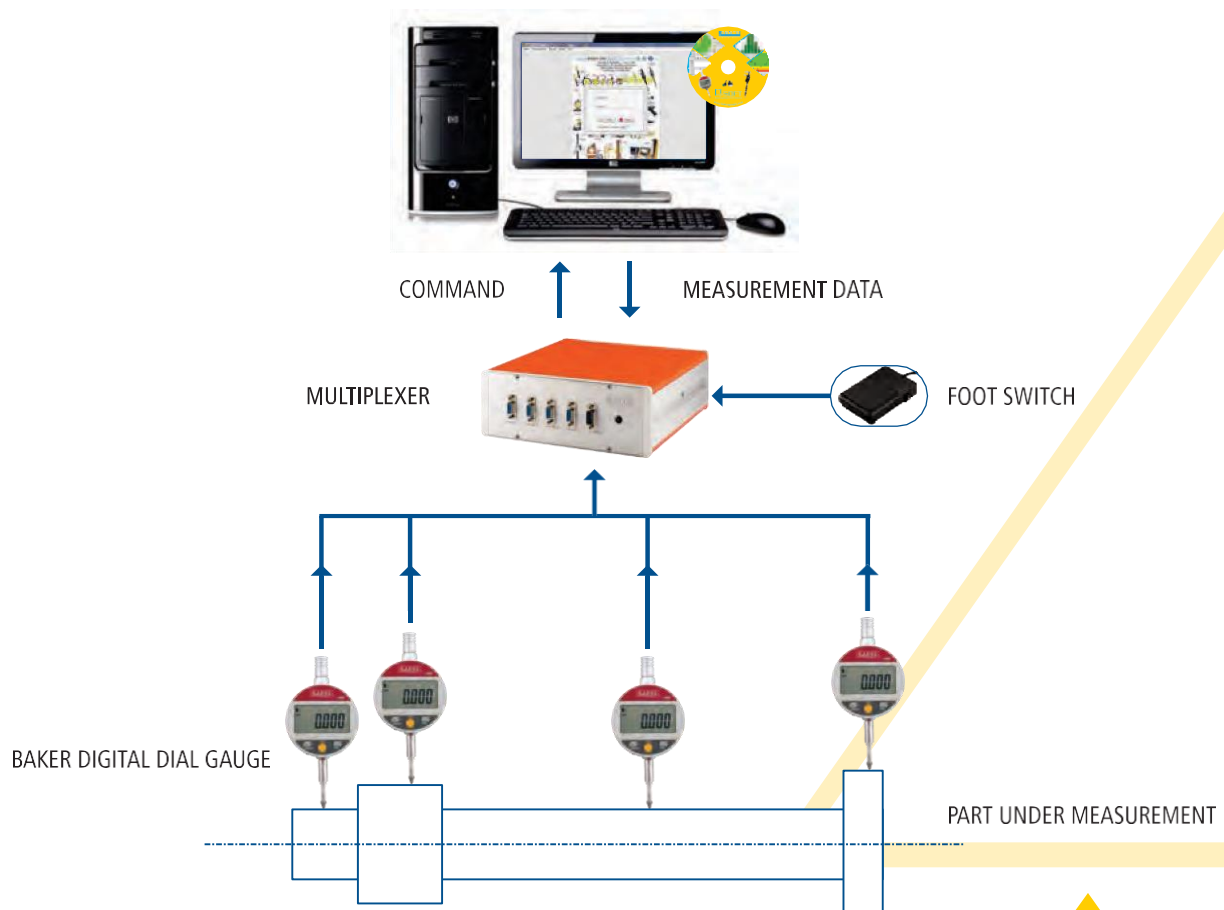 COMMAND
MEASUREMENT DATA
MULTIPLEXER
FOOT SWITCH
0.000
0.000
0.000
0.000
BAKER DIGITAL DIAL GAUGE
PART UNDER MEASUREMENT